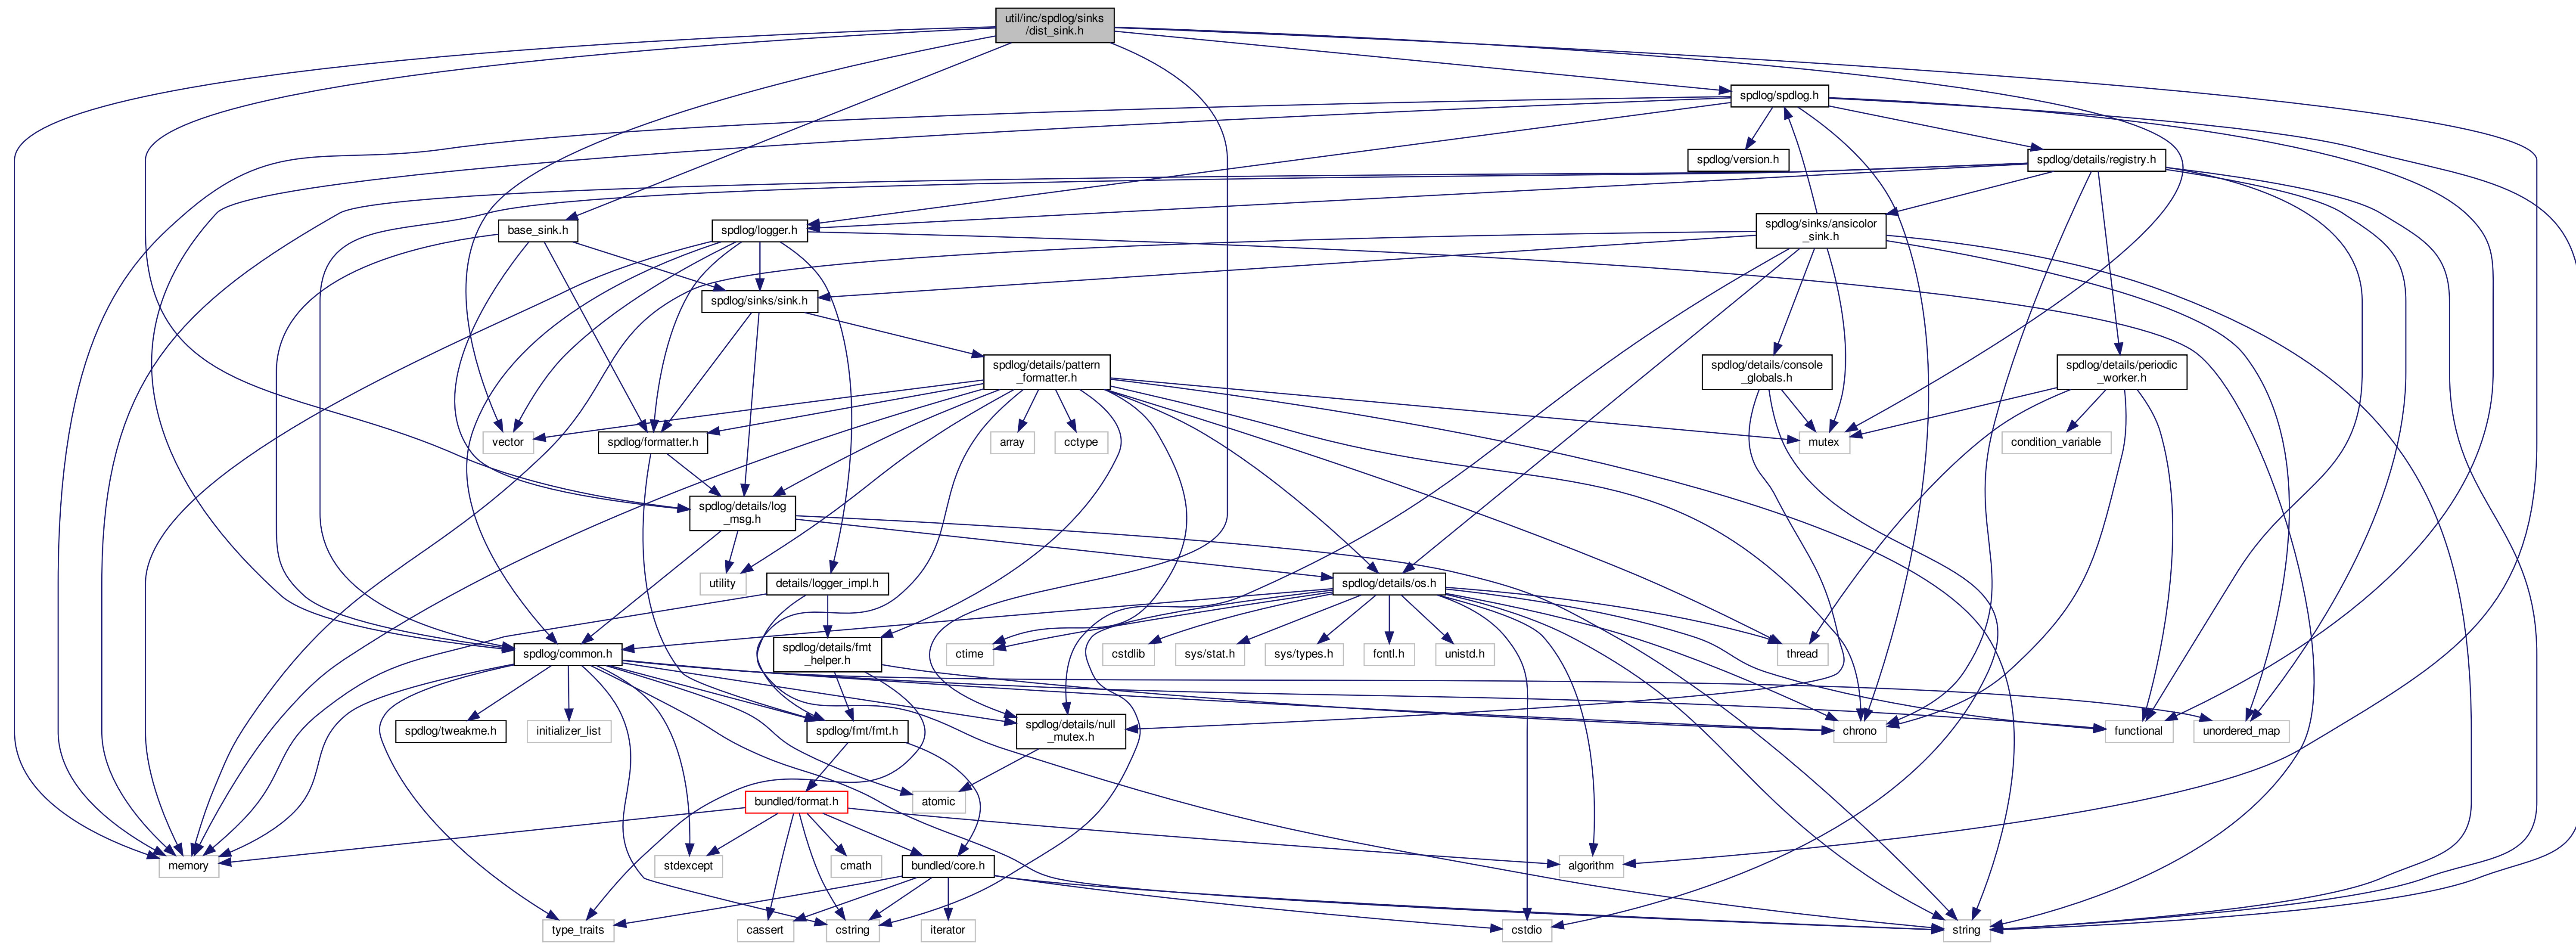 util/inc/spdlog/sinks
/dist_sink.h
spdlog/spdlog.h
spdlog/version.h
spdlog/details/registry.h
base_sink.h
spdlog/logger.h
spdlog/sinks/ansicolor
_sink.h
spdlog/sinks/sink.h
spdlog/details/pattern
_formatter.h
spdlog/details/console
_globals.h
spdlog/details/periodic
_worker.h
vector
spdlog/formatter.h
array
cctype
mutex
condition_variable
spdlog/details/log
_msg.h
utility
details/logger_impl.h
spdlog/details/os.h
spdlog/common.h
spdlog/details/fmt
_helper.h
ctime
cstdlib
sys/stat.h
sys/types.h
fcntl.h
unistd.h
thread
spdlog/tweakme.h
initializer_list
spdlog/fmt/fmt.h
spdlog/details/null
_mutex.h
chrono
functional
unordered_map
bundled/format.h
atomic
memory
stdexcept
cmath
bundled/core.h
algorithm
type_traits
cassert
cstring
iterator
cstdio
string